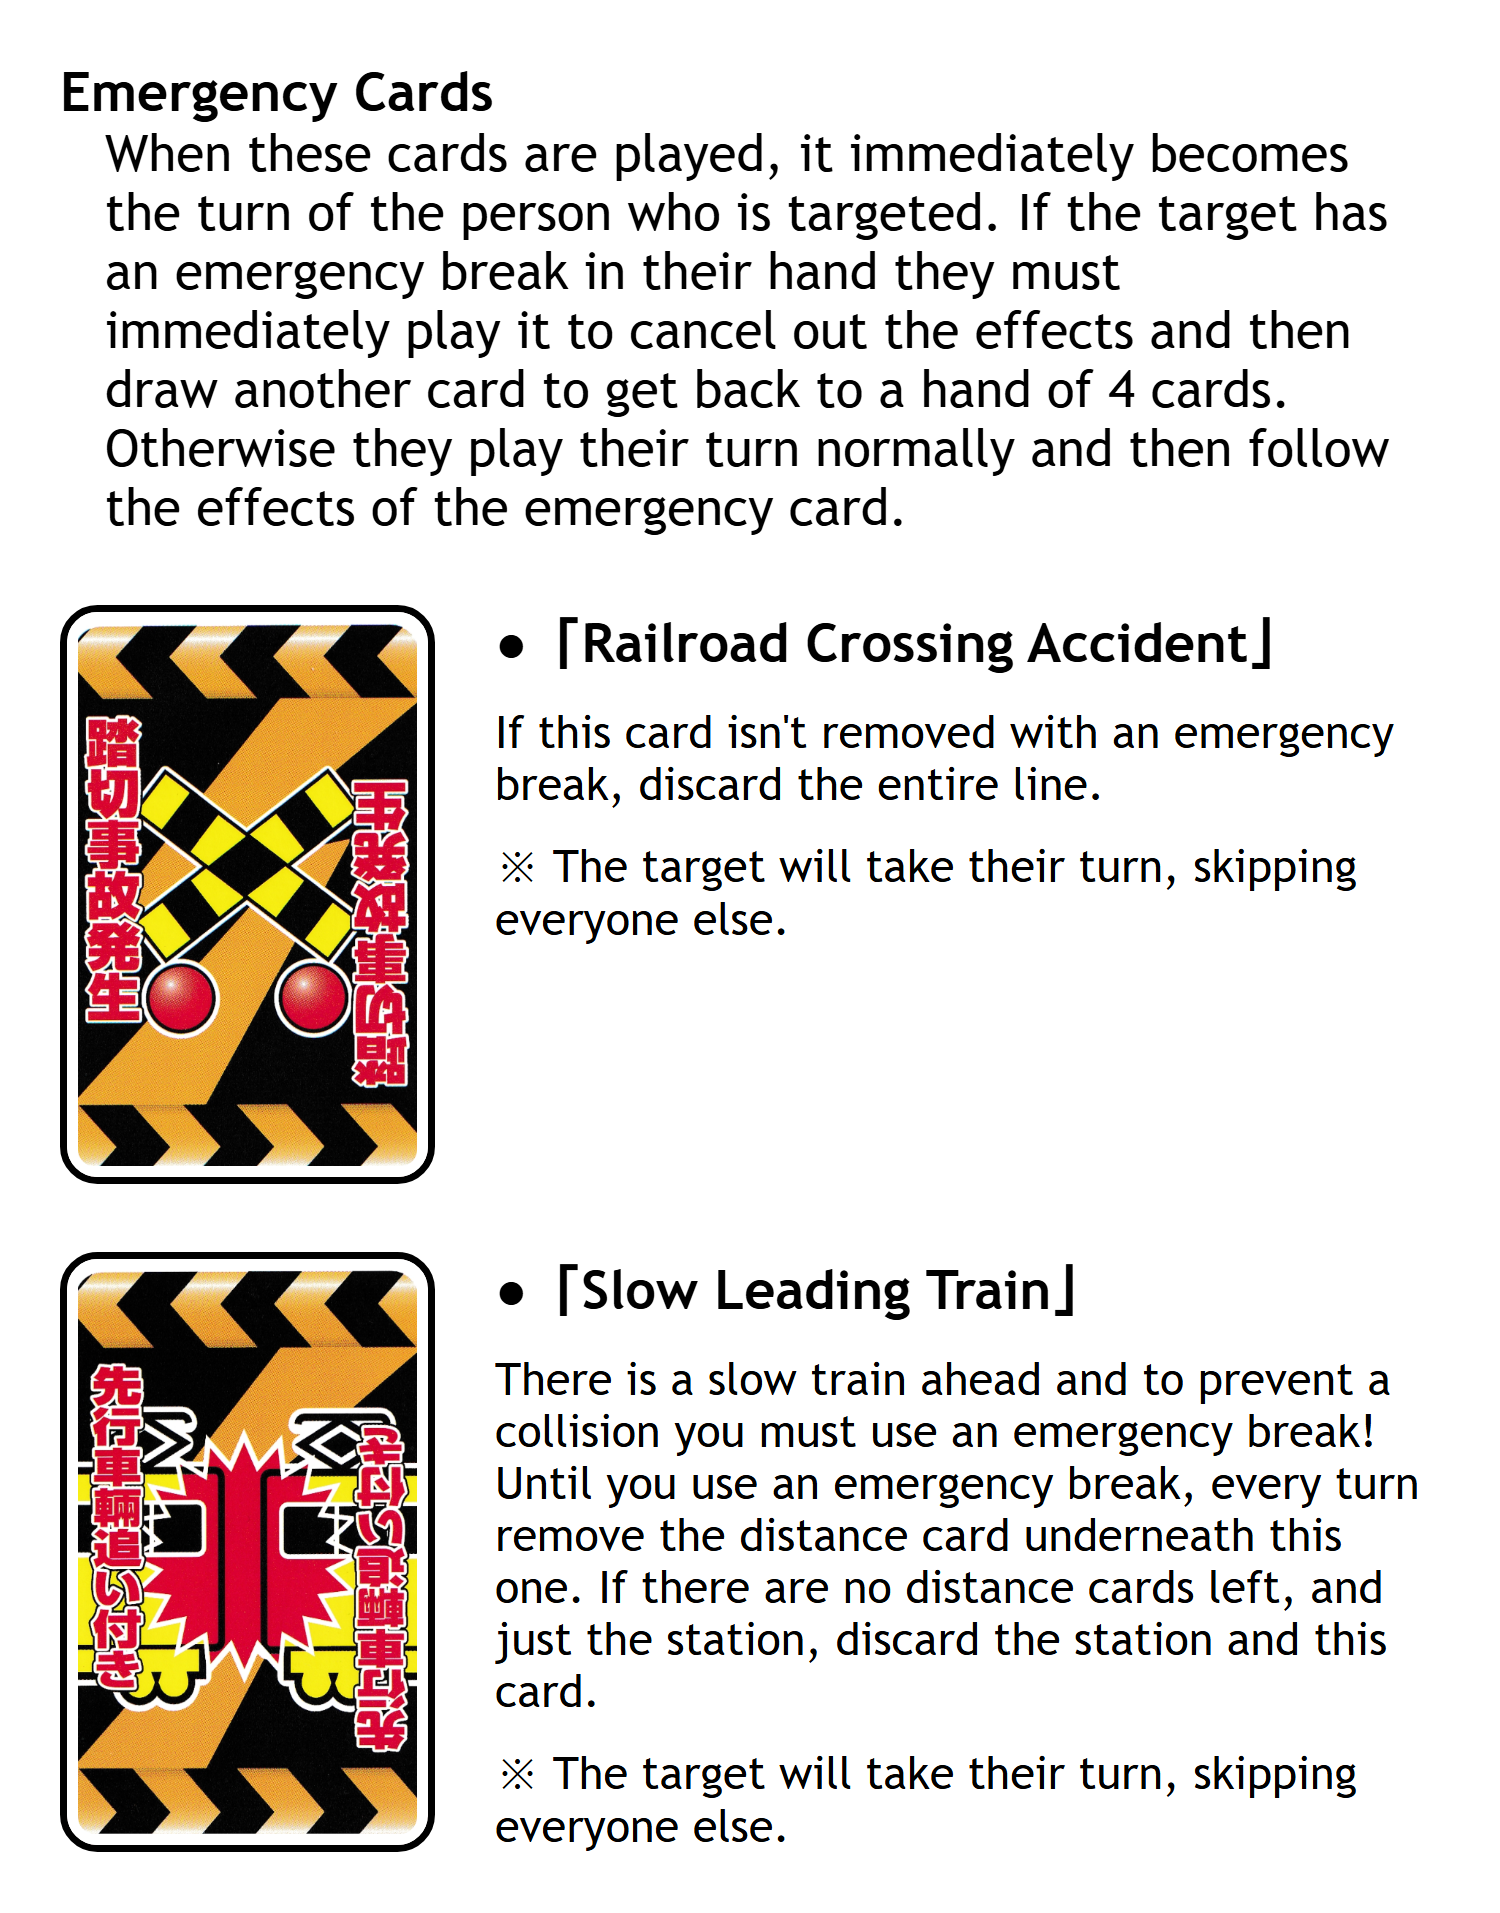 Emergency Cards
When these cards are played, it immediately becomes
the turn of the person who is targeted. If the target has
an emergency break in their hand they must
immediately play it to cancel out the effects and then
draw another card to get back to a hand of 4 cards.
Otherwise they play their turn normally and then follow
the effects of the emergency card.
踏切事故発生
踏切事故発生
● ｢Railroad Crossing Accident｣
If this card isn't removed with an emergency
break, discard the entire line.
※ The target will take their turn, skipping
everyone else.
先行車輛追い付き
先行車輛追い付き
● ｢Slow Leading Train｣
There is a slow train ahead and to prevent a
collision you must use an emergency break!
Until you use an emergency break, every turn
remove the distance card underneath this
one. If there are no distance cards left, and
just the station, discard the station and this
card.
※ The target will take their turn, skipping
everyone else.